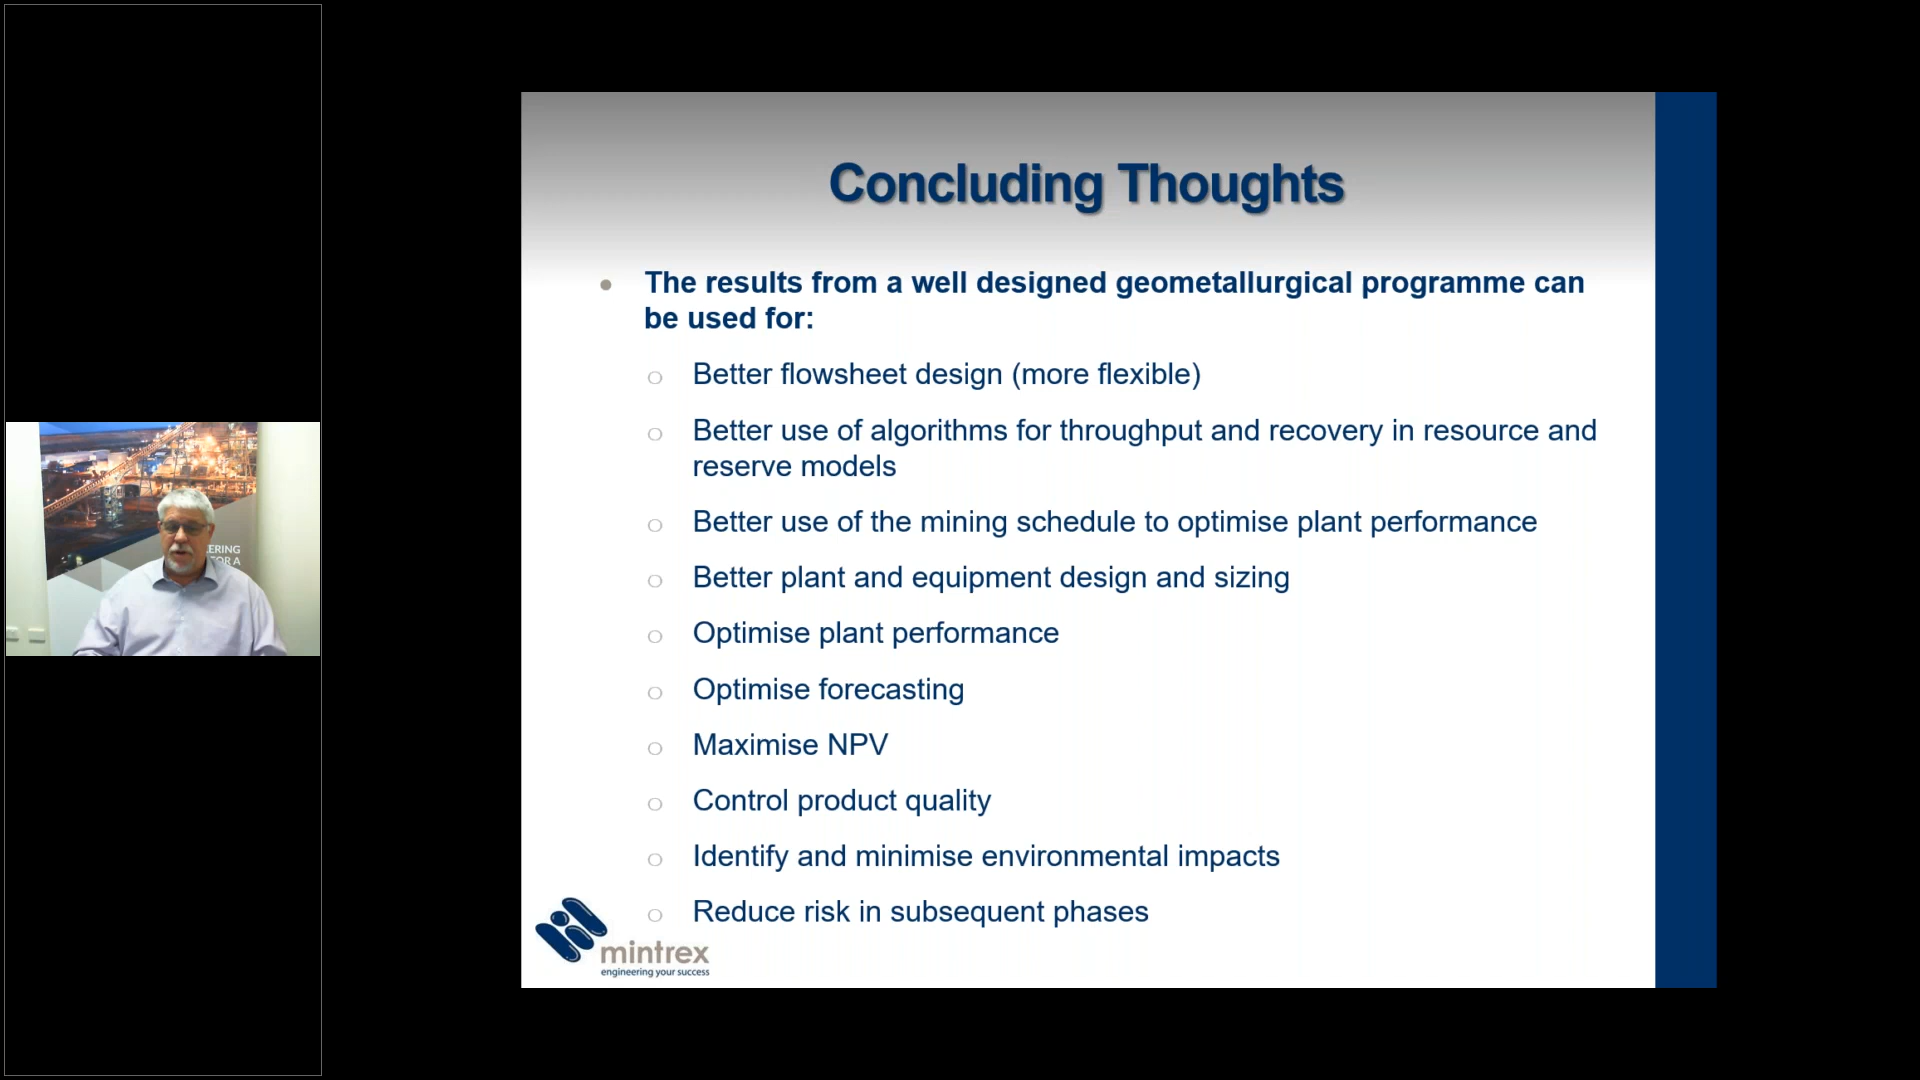 ERING
FOR A
Concluding Thoughts
The results from a well designed geometallurgical programme can
be used for:
Better flowsheet design (more flexible)
Better use of algorithms for throughput and recovery in resource and
reserve models
Better use of the mining schedule to optimise plant performance
Better plant and equipment design and sizing
Optimise plant performance
Optimise forecasting
Maximise NPV
Control product quality
Identify and minimise environmental impacts
Reduce risk in subsequent phases
mintrex
engineering your success